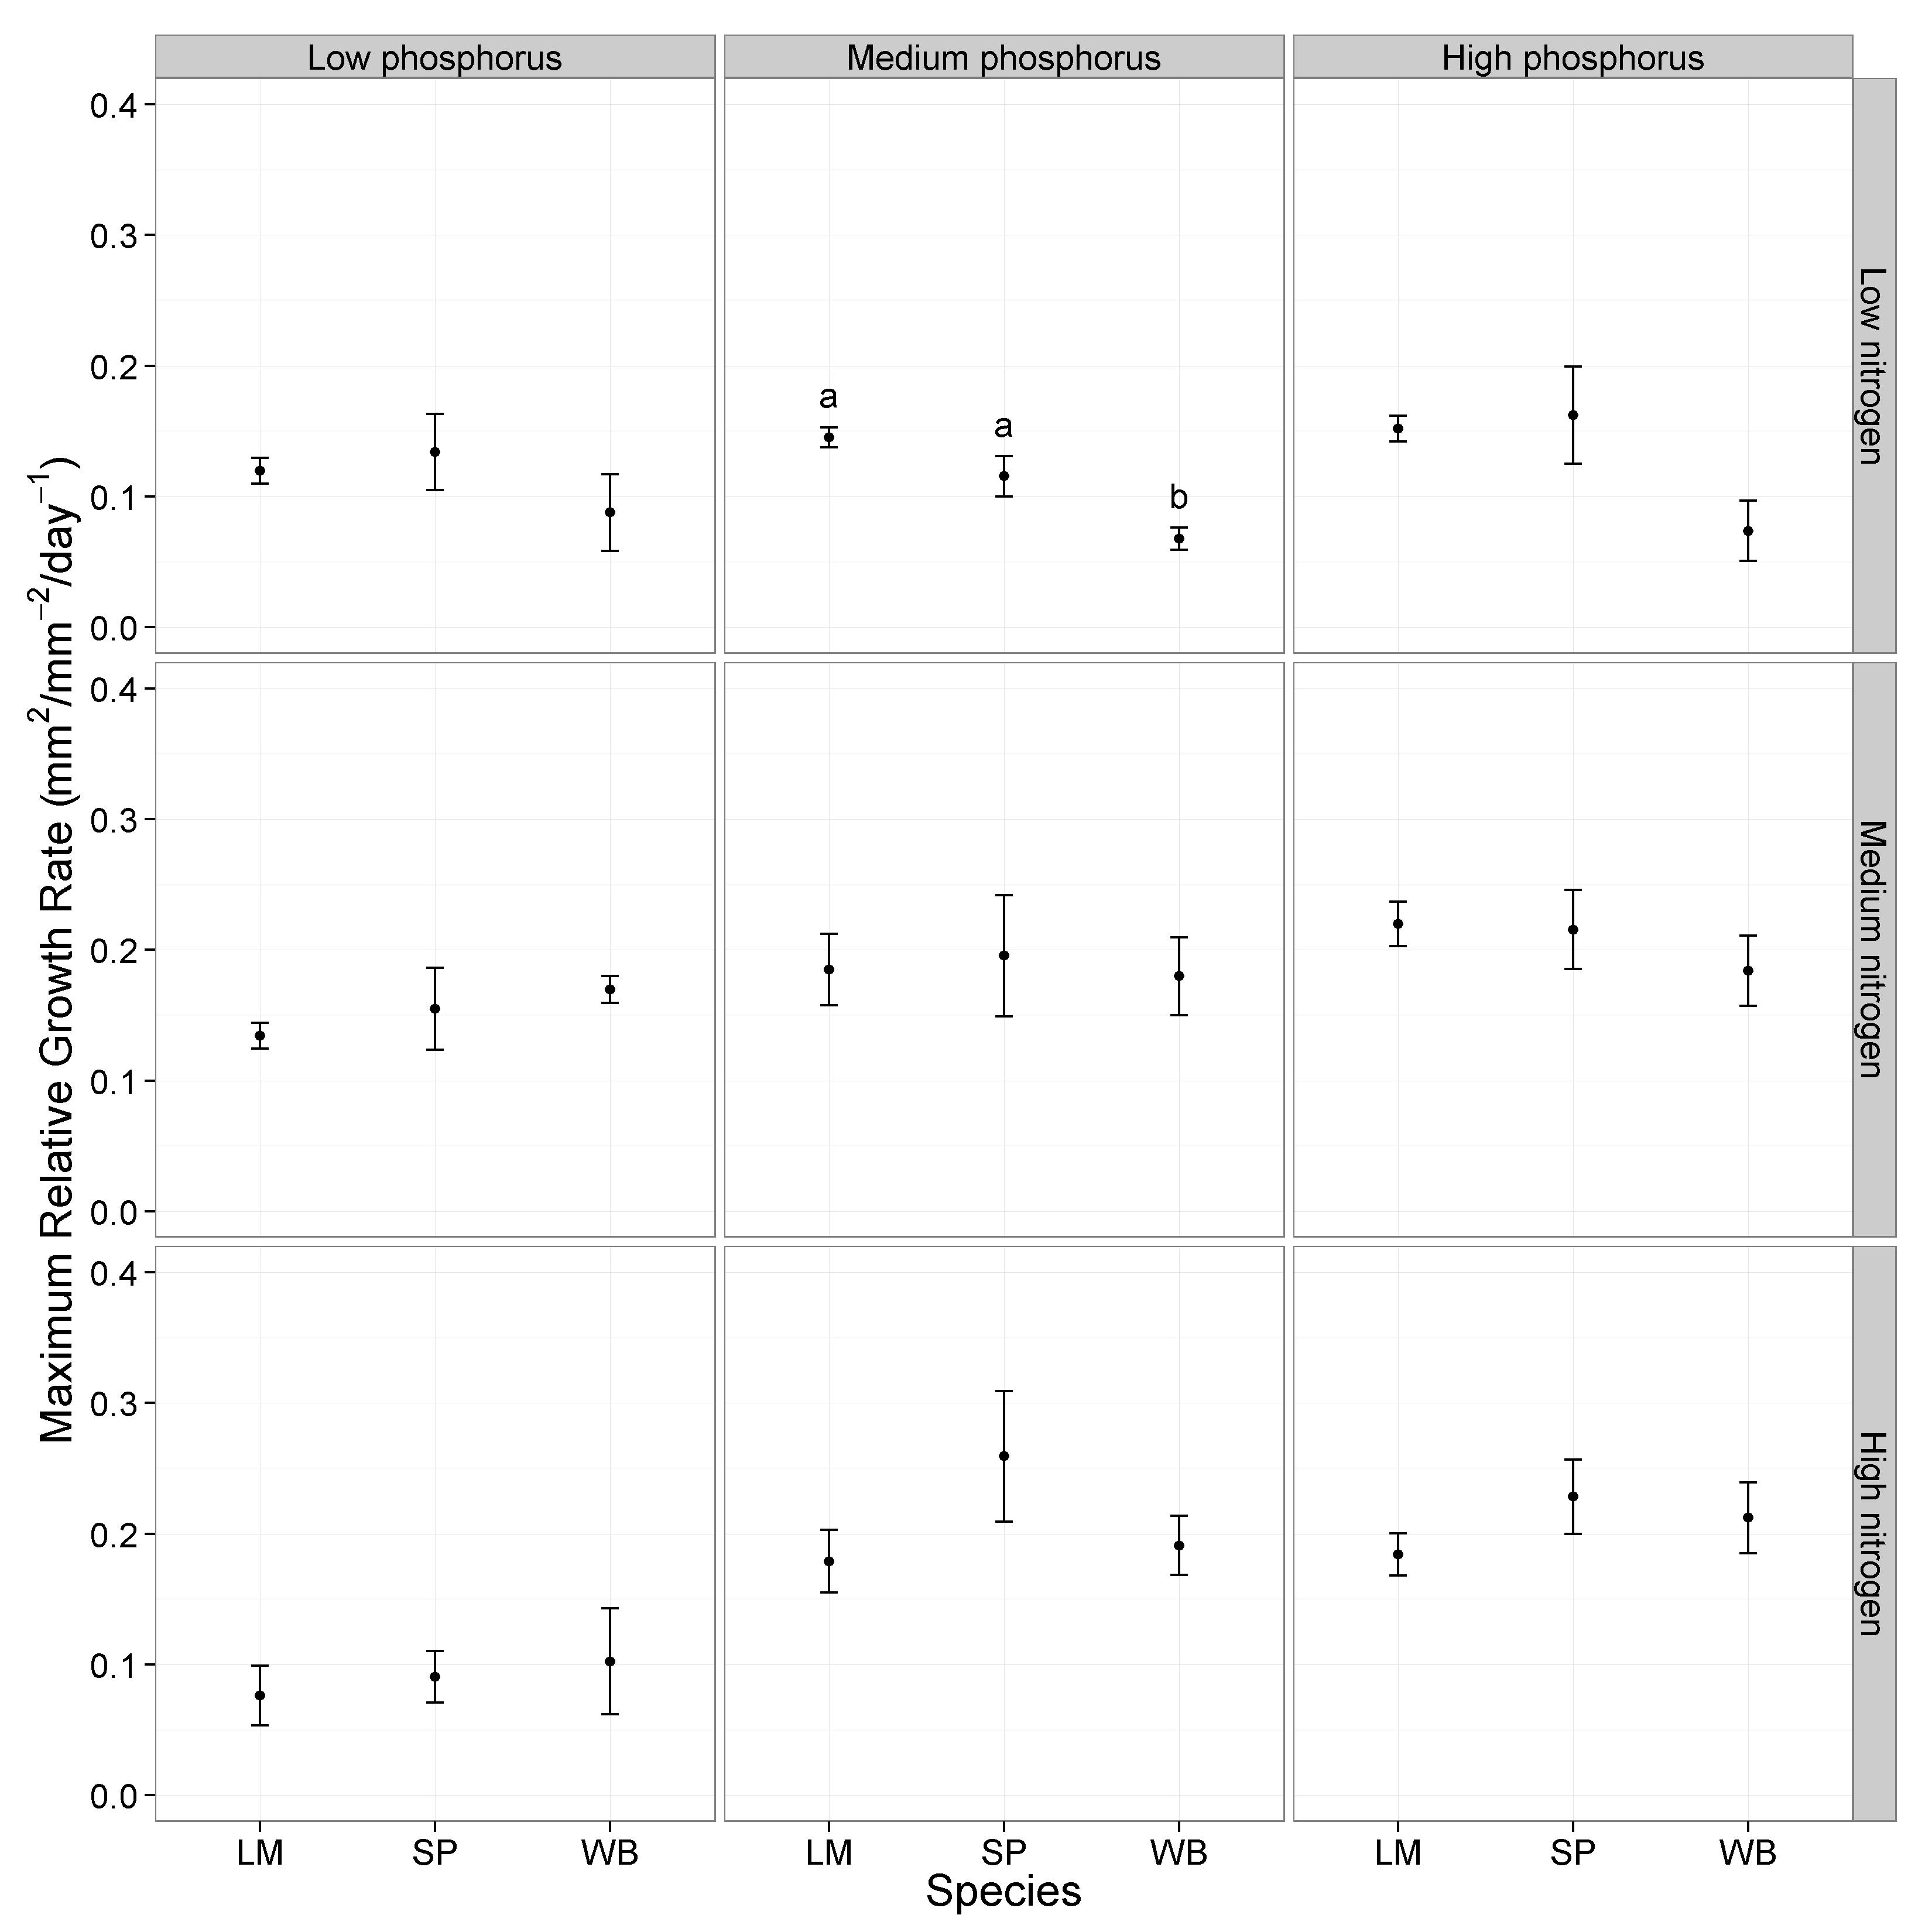 Low phosphorus
Medium phosphorus
High phosphorus
0.4
0.3
0.2
0.1
0.0
a
a
b
Low nitrogen
0.4
0.3
0.2
0.1
0.0
Medium nitrogen
0.4
0.3
0.2
0.1
0.0
High nitrogen
LM SP WB
LM SP WB
LM SP WB
Species
Maximum Relative Growth Rate (mm²/mm⁻²/day⁻¹)